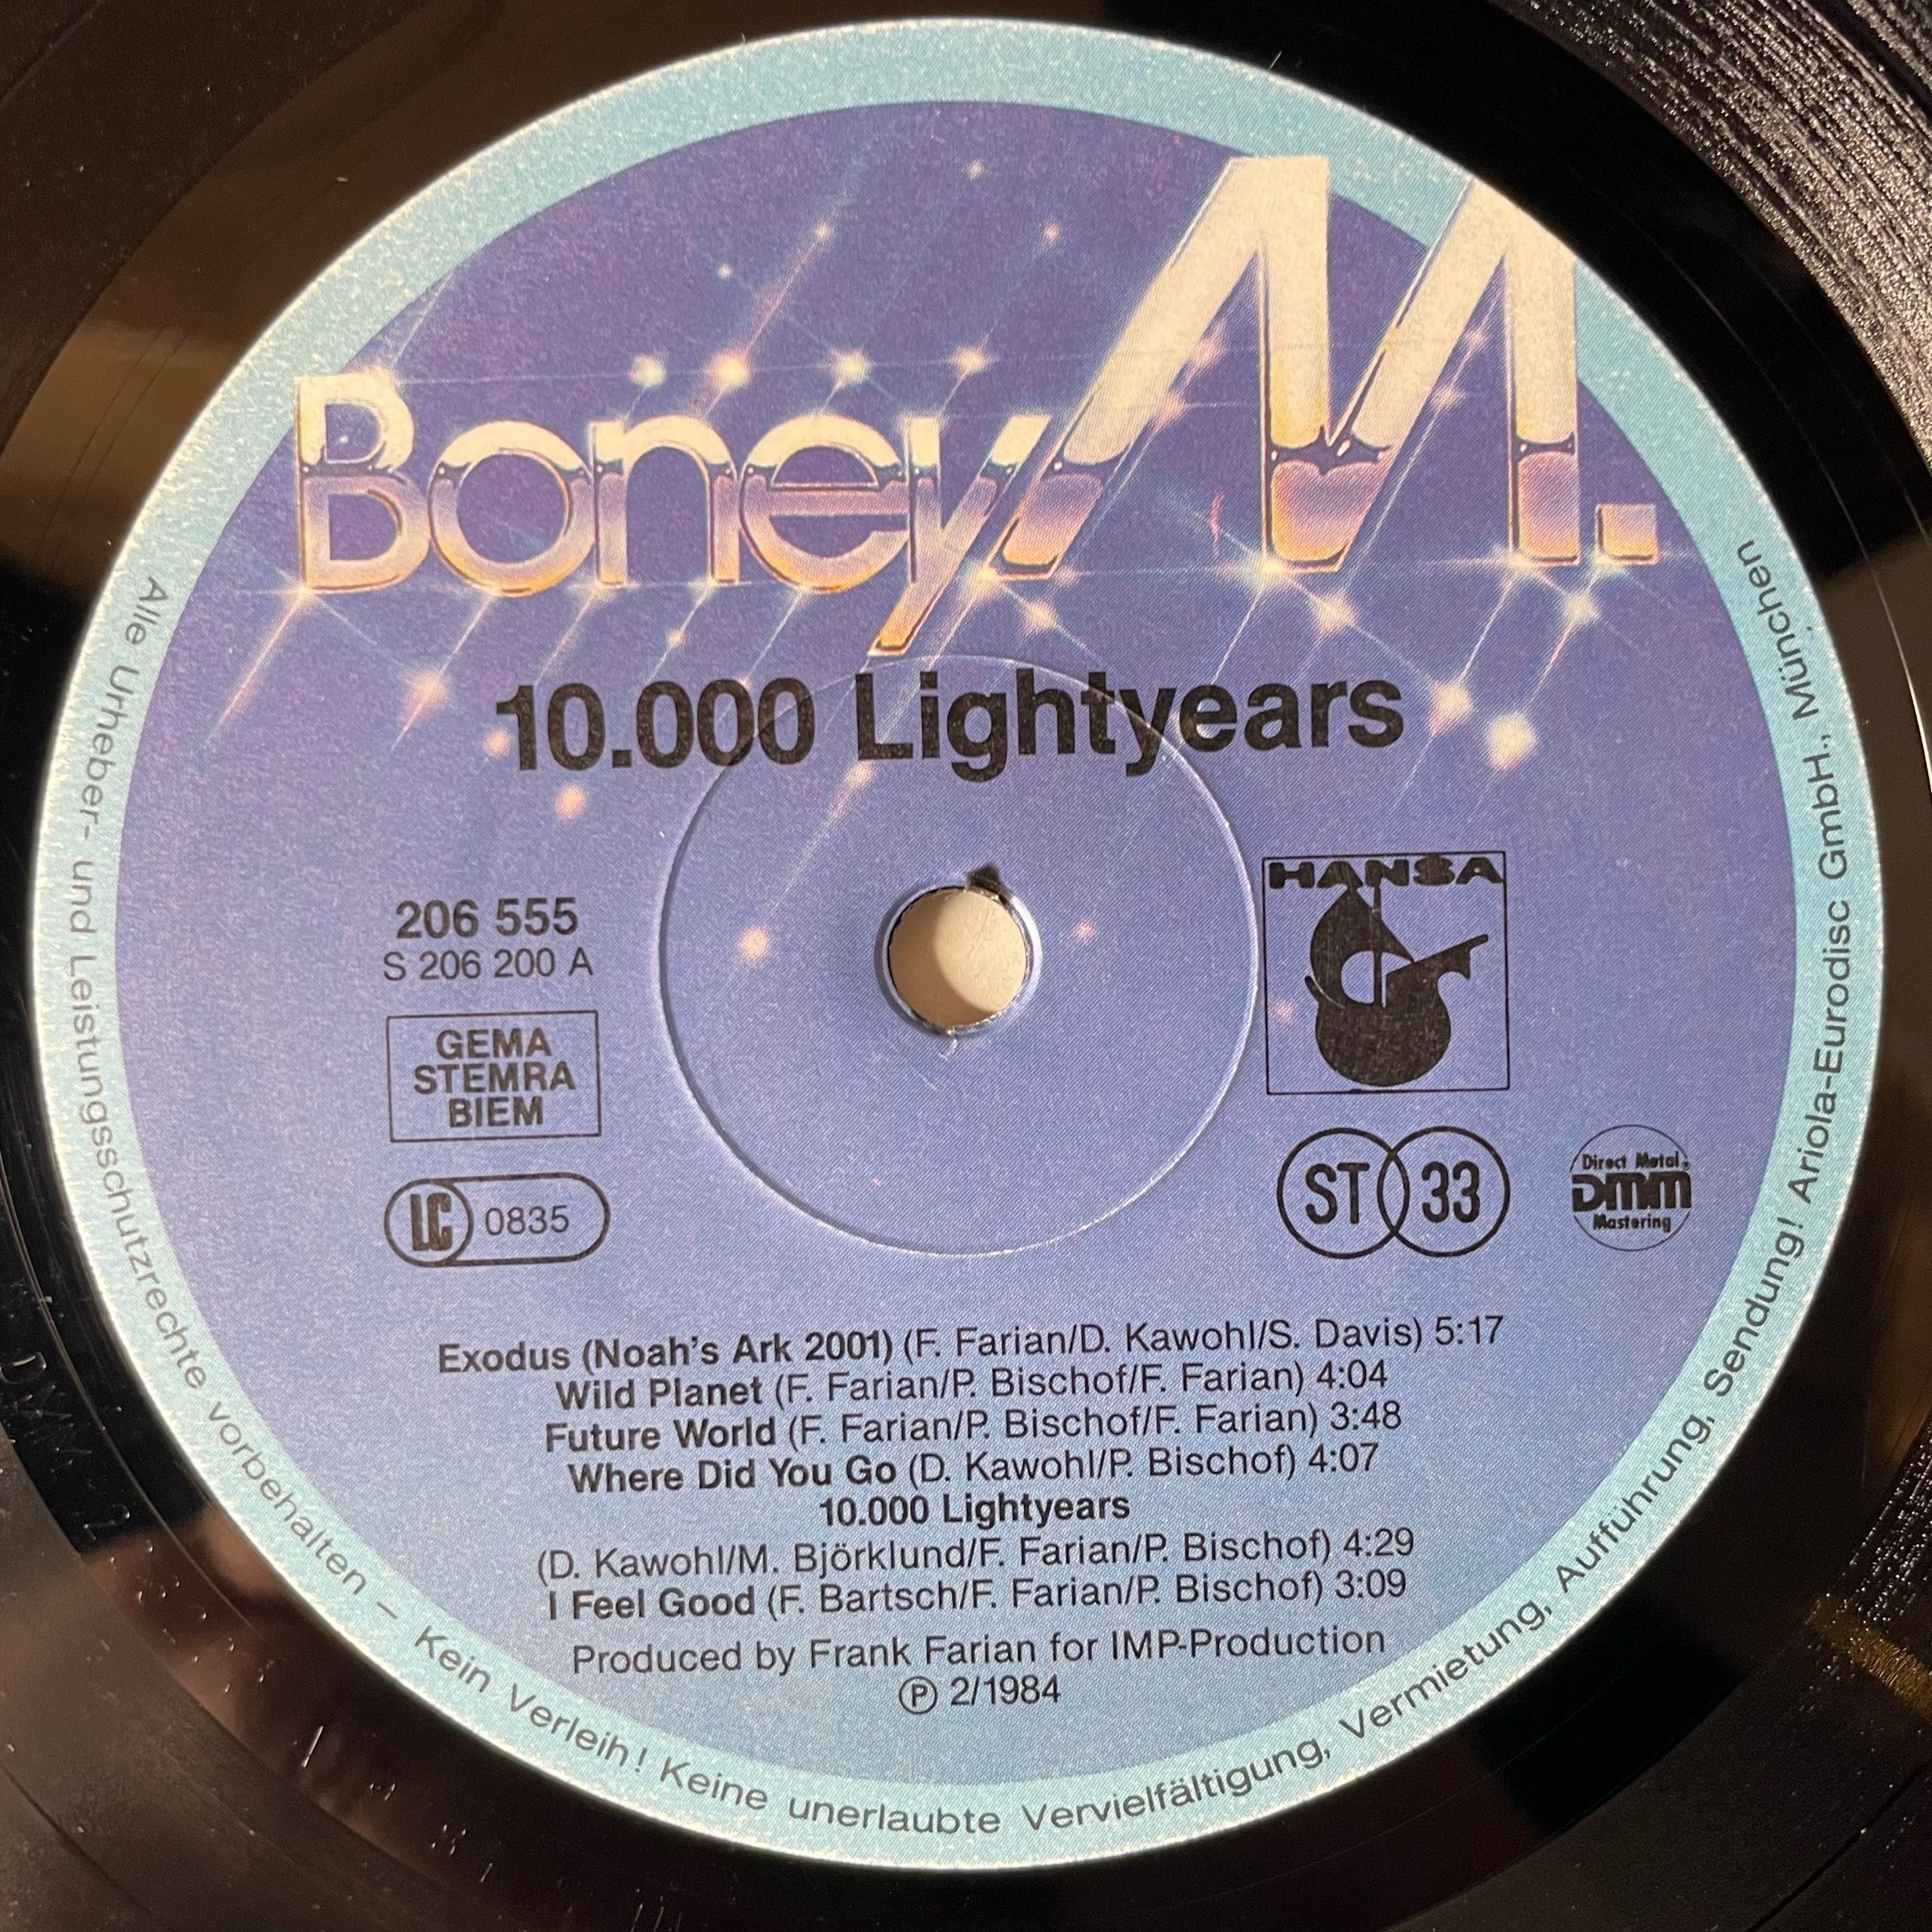 Boney M.
10.000 Lightyears
206 555
S 206 200 A
GEMA
STEMRA
BIEM
LC 0835
HANSA
ST 33
Direct Metal
DMM
Mastering
Exodus (Noah's Ark 2001) (F. Farian/D. Kawohl/S. Davis) 5:17
Wild Planet (F. Farian/P. Bischof/F. Farian) 4:04
Future World (F. Farian/P. Bischof/F. Farian) 3:48
Where Did You Go (D. Kawohl/P. Bischof) 4:07
10.000 Lightyears
(D. Kawohl/M. Björklund/F. Farian/P. Bischof) 4:29
I Feel Good (F. Bartsch/F. Farian/P. Bischof) 3:09
Produced by Frank Farian for IMP-Production
℗ 2/1984
Alle Urheber- und Leistungsschutzrechte vorbehalten – Kein Verleih! Keine unerlaubte Vervielfältigung, Vermietung, Aufführung, Sendung! Ariola-Eurodisc GmbH., München